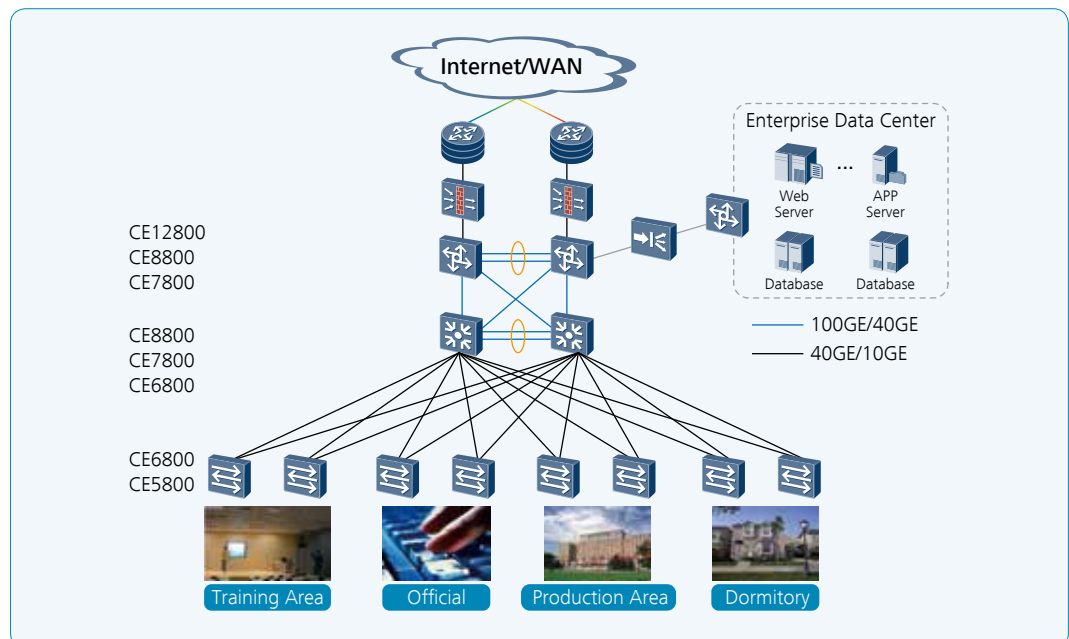 Internet/WAN
Enterprise Data Center
...
Web
Server
APP
Server
Database
Database
CE12800
CE8800
CE7800
100GE/40GE
40GE/10GE
CE8800
CE7800
CE6800
CE6800
CE5800
Training Area
Official
Production Area
Dormitory